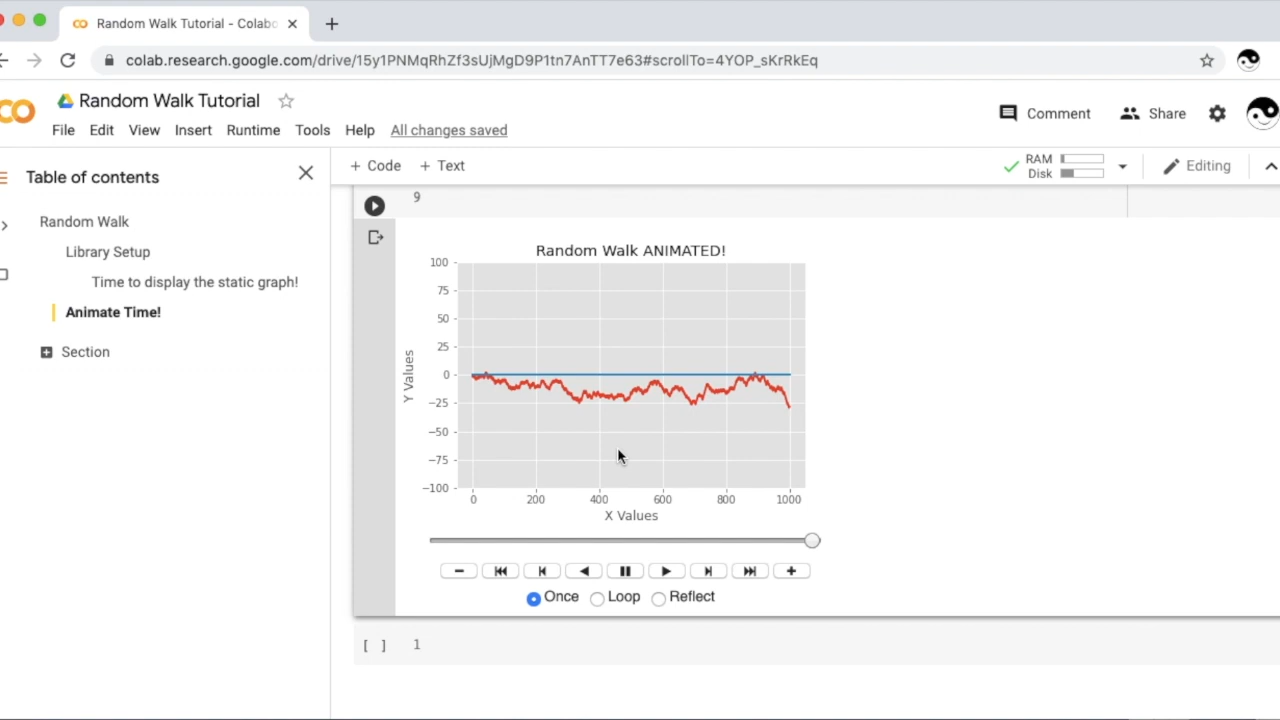 Random Walk Tutorial - Colabo
colab.research.google.com/drive/15y1PNMqRhZf3sUjMgD9P1tn7AnTT7e63#scrollTo=4YOP_sKrRkEq
Random Walk Tutorial
File Edit View Insert Runtime Tools Help All changes saved
Comment Share
Table of contents
Random Walk
Library Setup
Time to display the static graph!
Animate Time!
Section
+ Code + Text
RAM
Disk
Editing
9
Random Walk ANIMATED!
100
75
50
25
0
−25
−50
−75
−100
Y Values
0 200 400 600 800 1000
X Values
Once Loop Reflect
[ ] 1